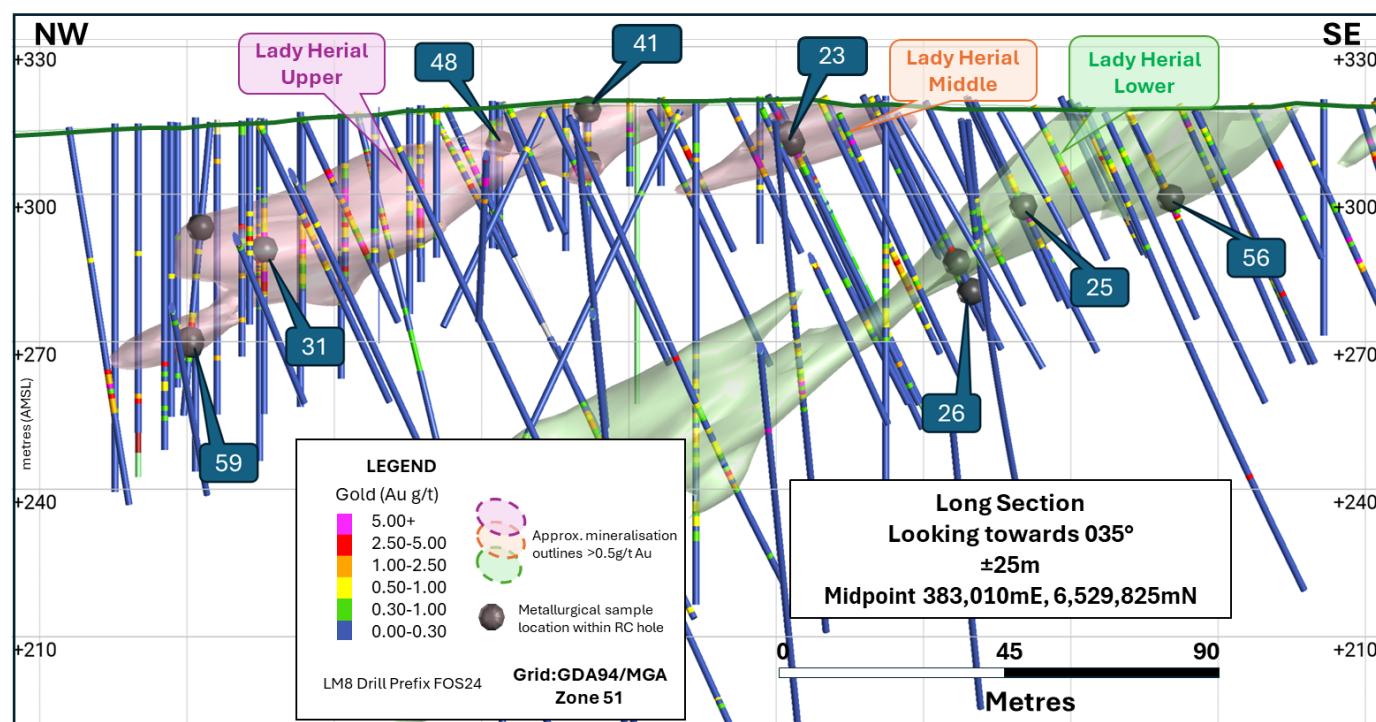 NW
SE
+330
+330
Lady Herial
Upper
48
41
23
Lady Herial
Middle
Lady Herial
Lower
+300
+300
31
25
56
+270
+270
26
59
metres (AMSL)
+240
+240
+210
+210
LEGEND
Gold (Au g/t)
5.00+
2.50-5.00
1.00-2.50
0.50-1.00
0.30-1.00
0.00-0.30
Approx. mineralisation
outlines >0.5g/t Au
Metallurgical sample
location within RC hole
LM8 Drill Prefix FOS24
Grid:GDA94/MGA
Zone 51
Long Section
Looking towards 035°
±25m
Midpoint 383,010mE, 6,529,825mN
0 45 90
Metres